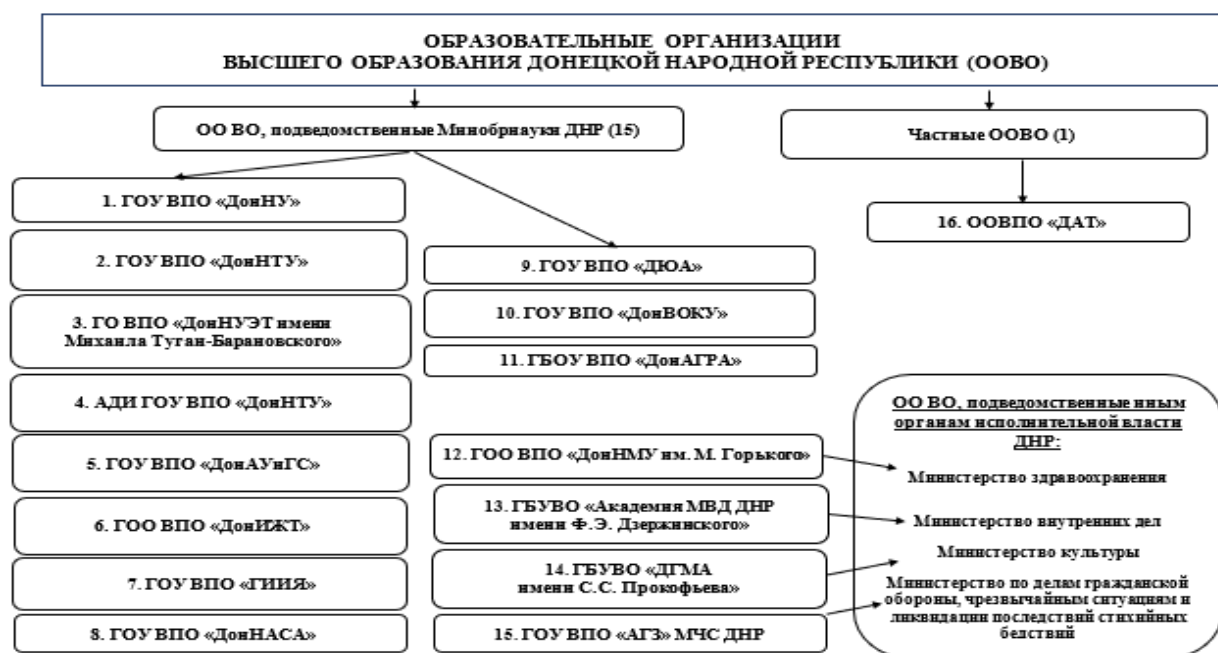 ОБРАЗОВАТЕЛЬНЫЕ ОРГАНИЗАЦИИ
ВЫСШЕГО ОБРАЗОВАНИЯ ДОНЕЦКОЙ НАРОДНОЙ РЕСПУБЛИКИ (ООВО)
ОО ВО, подведомственные Минобрнауки ДНР (15)
Частные ООВО (1)
1. ГОУ ВПО «ДонНУ»
2. ГОУ ВПО «ДонНТУ»
3. ГО ВПО «ДонНУЭТ имени
Михаила Туган-Барановского»
4. АДИ ГОУ ВПО «ДонНТУ»
5. ГОУ ВПО «ДонАУиГС»
6. ГОО ВПО «ДонИЖТ»
7. ГОУ ВПО «ГИИЯ»
8. ГОУ ВПО «ДонНАСА»
9. ГОУ ВПО «ДЮА»
10. ГОУ ВПО «ДонВОКУ»
11. ГБОУ ВПО «ДонАГРА»
12. ГОО ВПО «ДонНМУ им. М. Горького»
13. ГБУВО «Академия МВД ДНР
имени Ф.Э. Дзержинского»
14. ГБУВО «ДГМА
имени С.С. Прокофьева»
15. ГОУ ВПО «АГЗ» МЧС ДНР
16. ООВПО «ДАТ»
ОО ВО, подведомственные иным
органам исполнительной власти
ДНР:
Министерство здравоохранения
Министерство внутренних дел
Министерство культуры
Министерство по делам гражданской
обороны, чрезвычайным ситуациям и
ликвидации последствий стихийных
бедствий